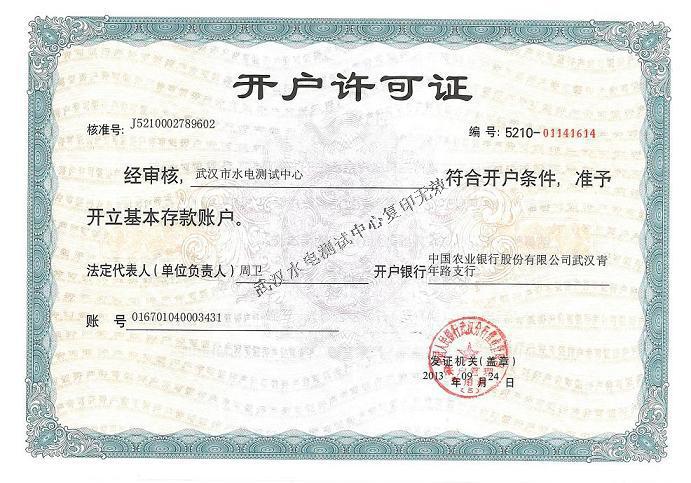 开户许可证
核准号: J5210002789602
编 号: 5210-01141614
经审核, 武汉市水电测试中心 符合开户条件, 准予
开立基本存款账户。
武汉水电测试中心复印无效
法定代表人(单位负责人) 周卫 开户银行 中国农业银行股份有限公司武汉青
年路支行
账 号 016701040003431
发证机关(盖章)
2013 年 09 月 24 日